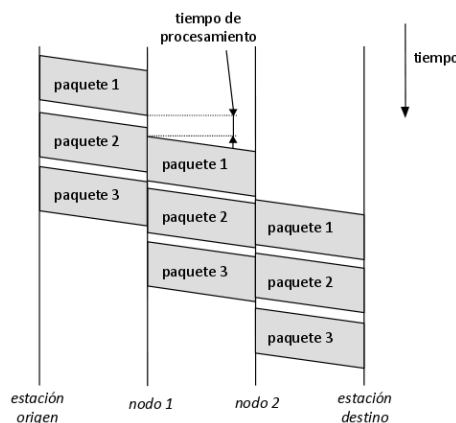 tiempo de
procesamiento
tiempo
paquete 1
paquete 2
paquete 3
paquete 1
paquete 2
paquete 3
paquete 1
paquete 2
paquete 3
estación
origen
nodo 1
nodo 2
estación
destino